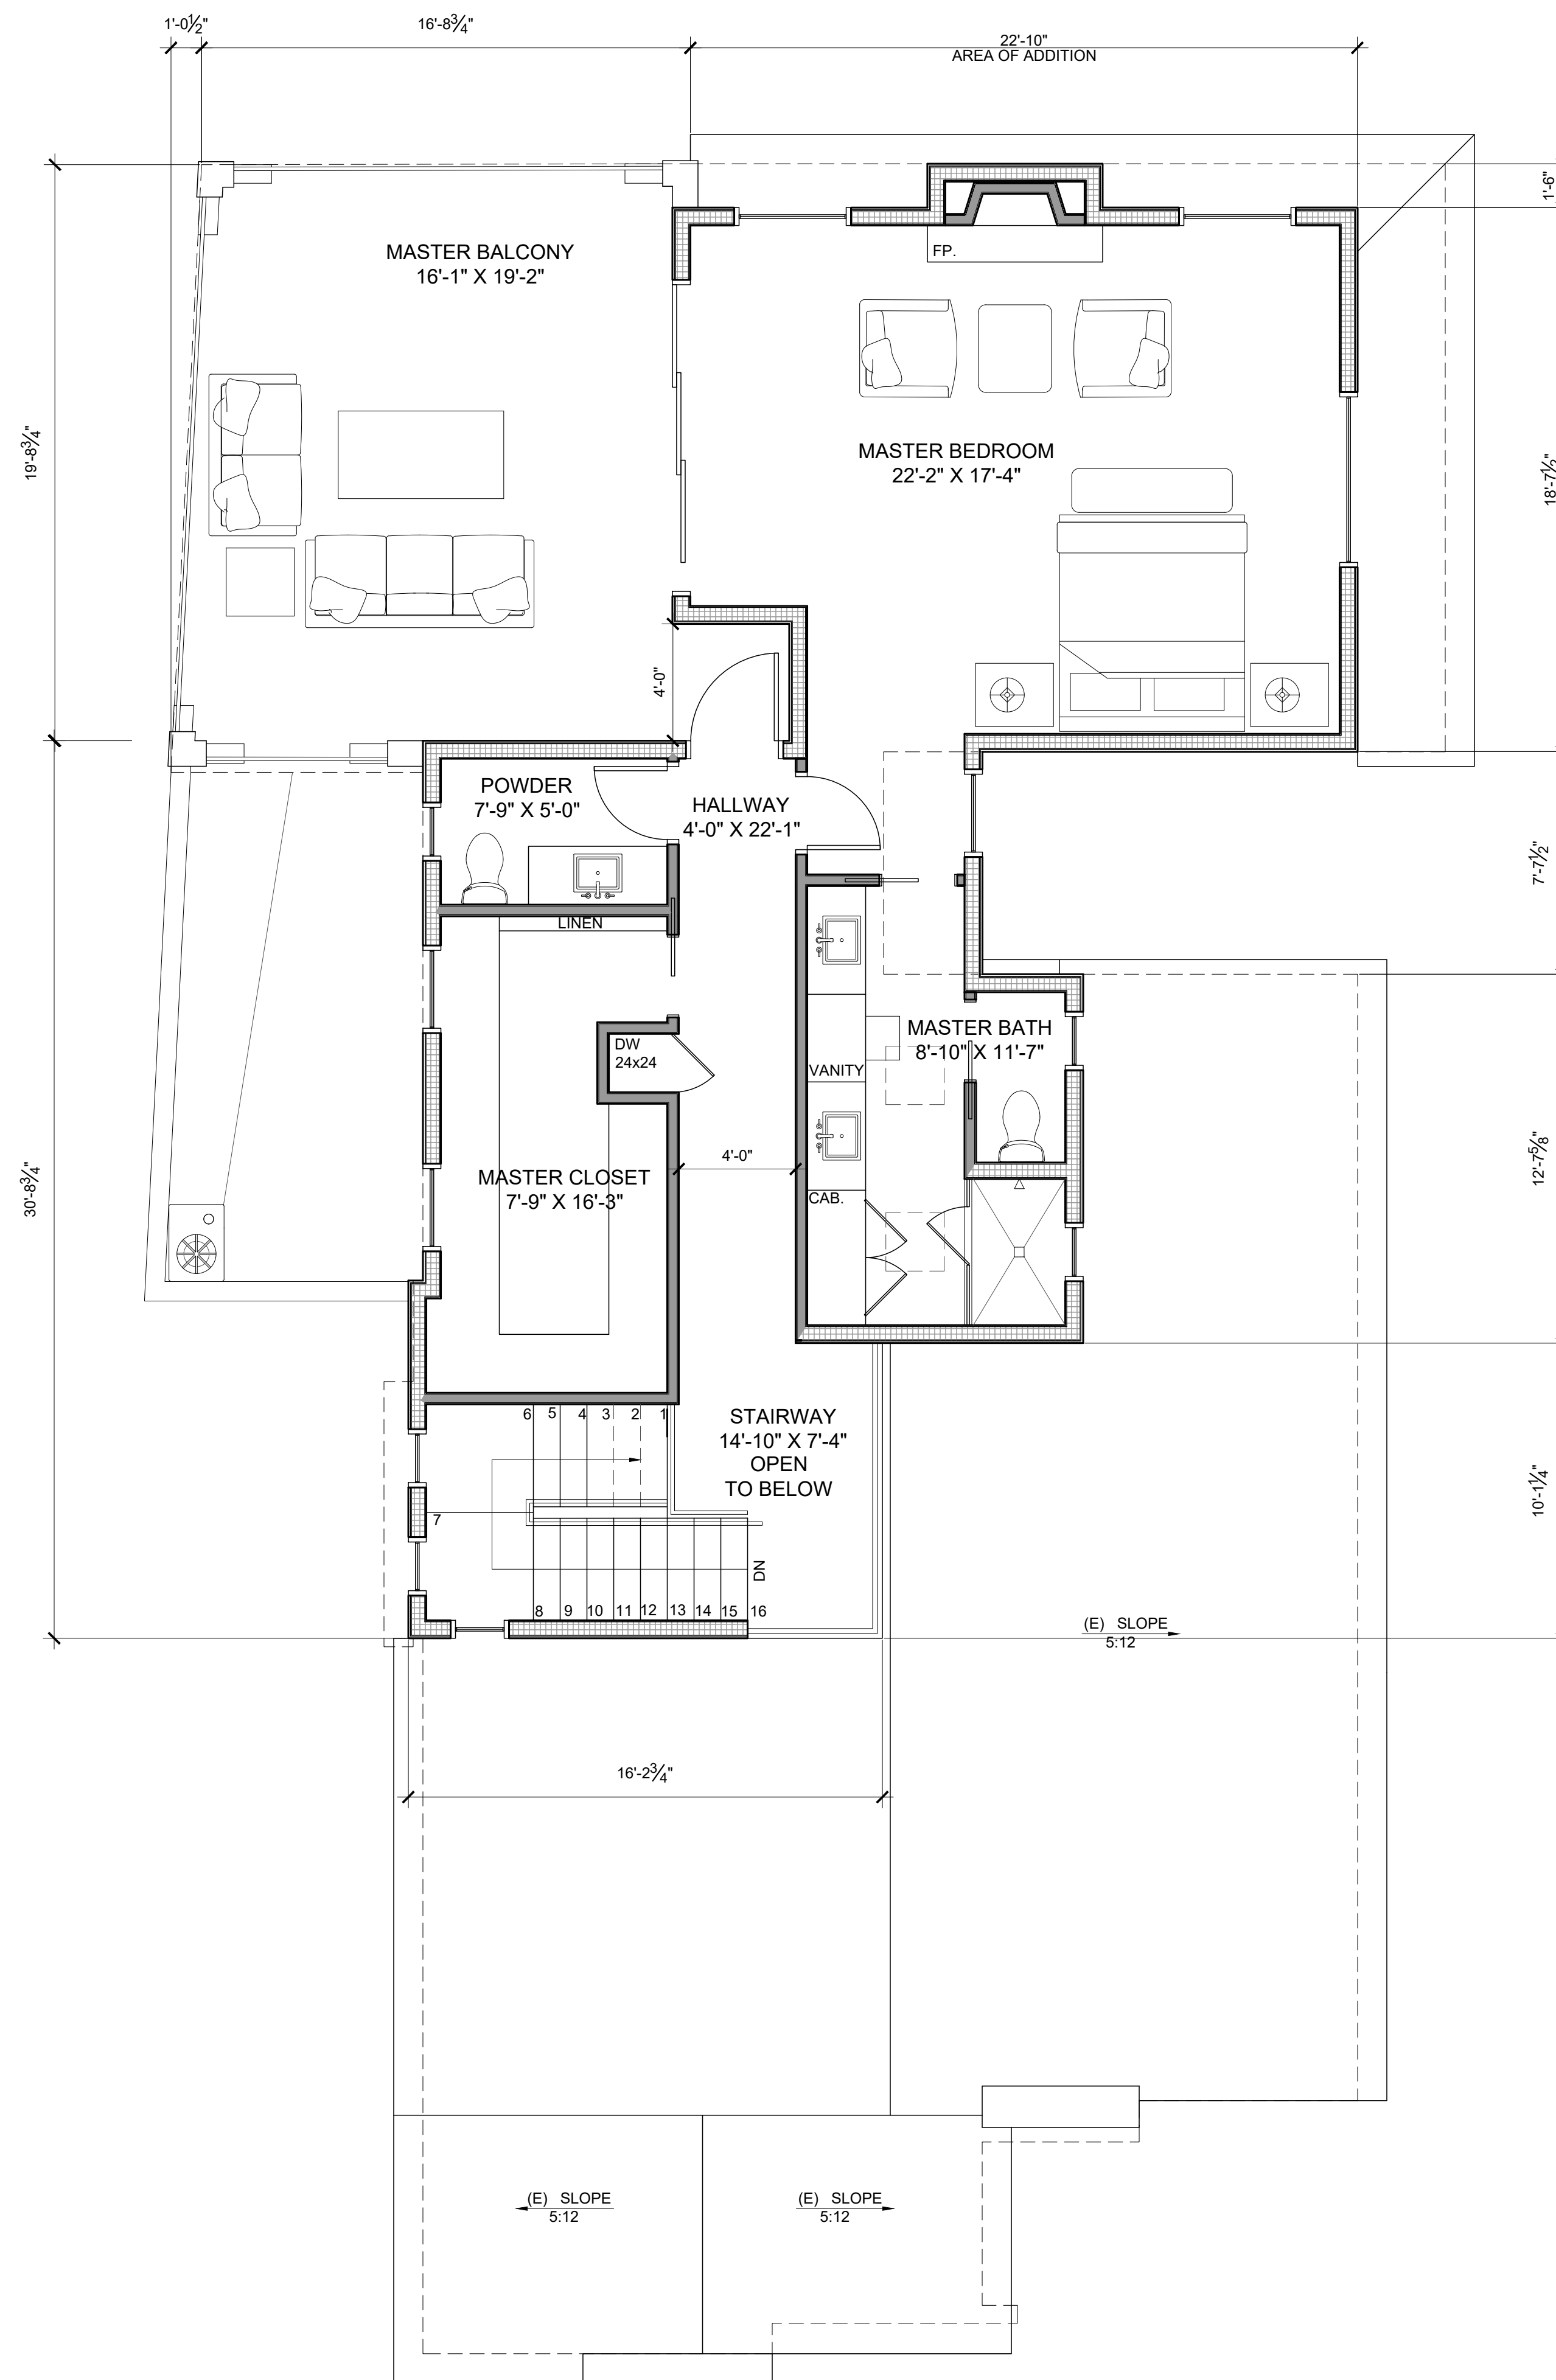 1'-0½"
16'-8¾"
22'-10"
AREA OF ADDITION
1'-6"
MASTER BALCONY
16'-1" X 19'-2"
FP.
19'-8¾"
MASTER BEDROOM
22'-2" X 17'-4"
18'-7½"
4'-0"
POWDER
7'-9" X 5'-0"
HALLWAY
4'-0" X 22'-1"
7'-7½"
LINEN
DW
24x24
MASTER BATH
8'-10" X 11'-7"
VANITY
4'-0"
MASTER CLOSET
7'-9" X 16'-3"
CAB.
30'-8¾"
12'-7⅝"
6 5 4 3 2 1
STAIRWAY
14'-10" X 7'-4"
OPEN
TO BELOW
10'-1¼"
7
DN
8 9 10 11 12 13 14 15 16
(E) SLOPE
5:12
16'-2¾"
(E) SLOPE
5:12
(E) SLOPE
5:12